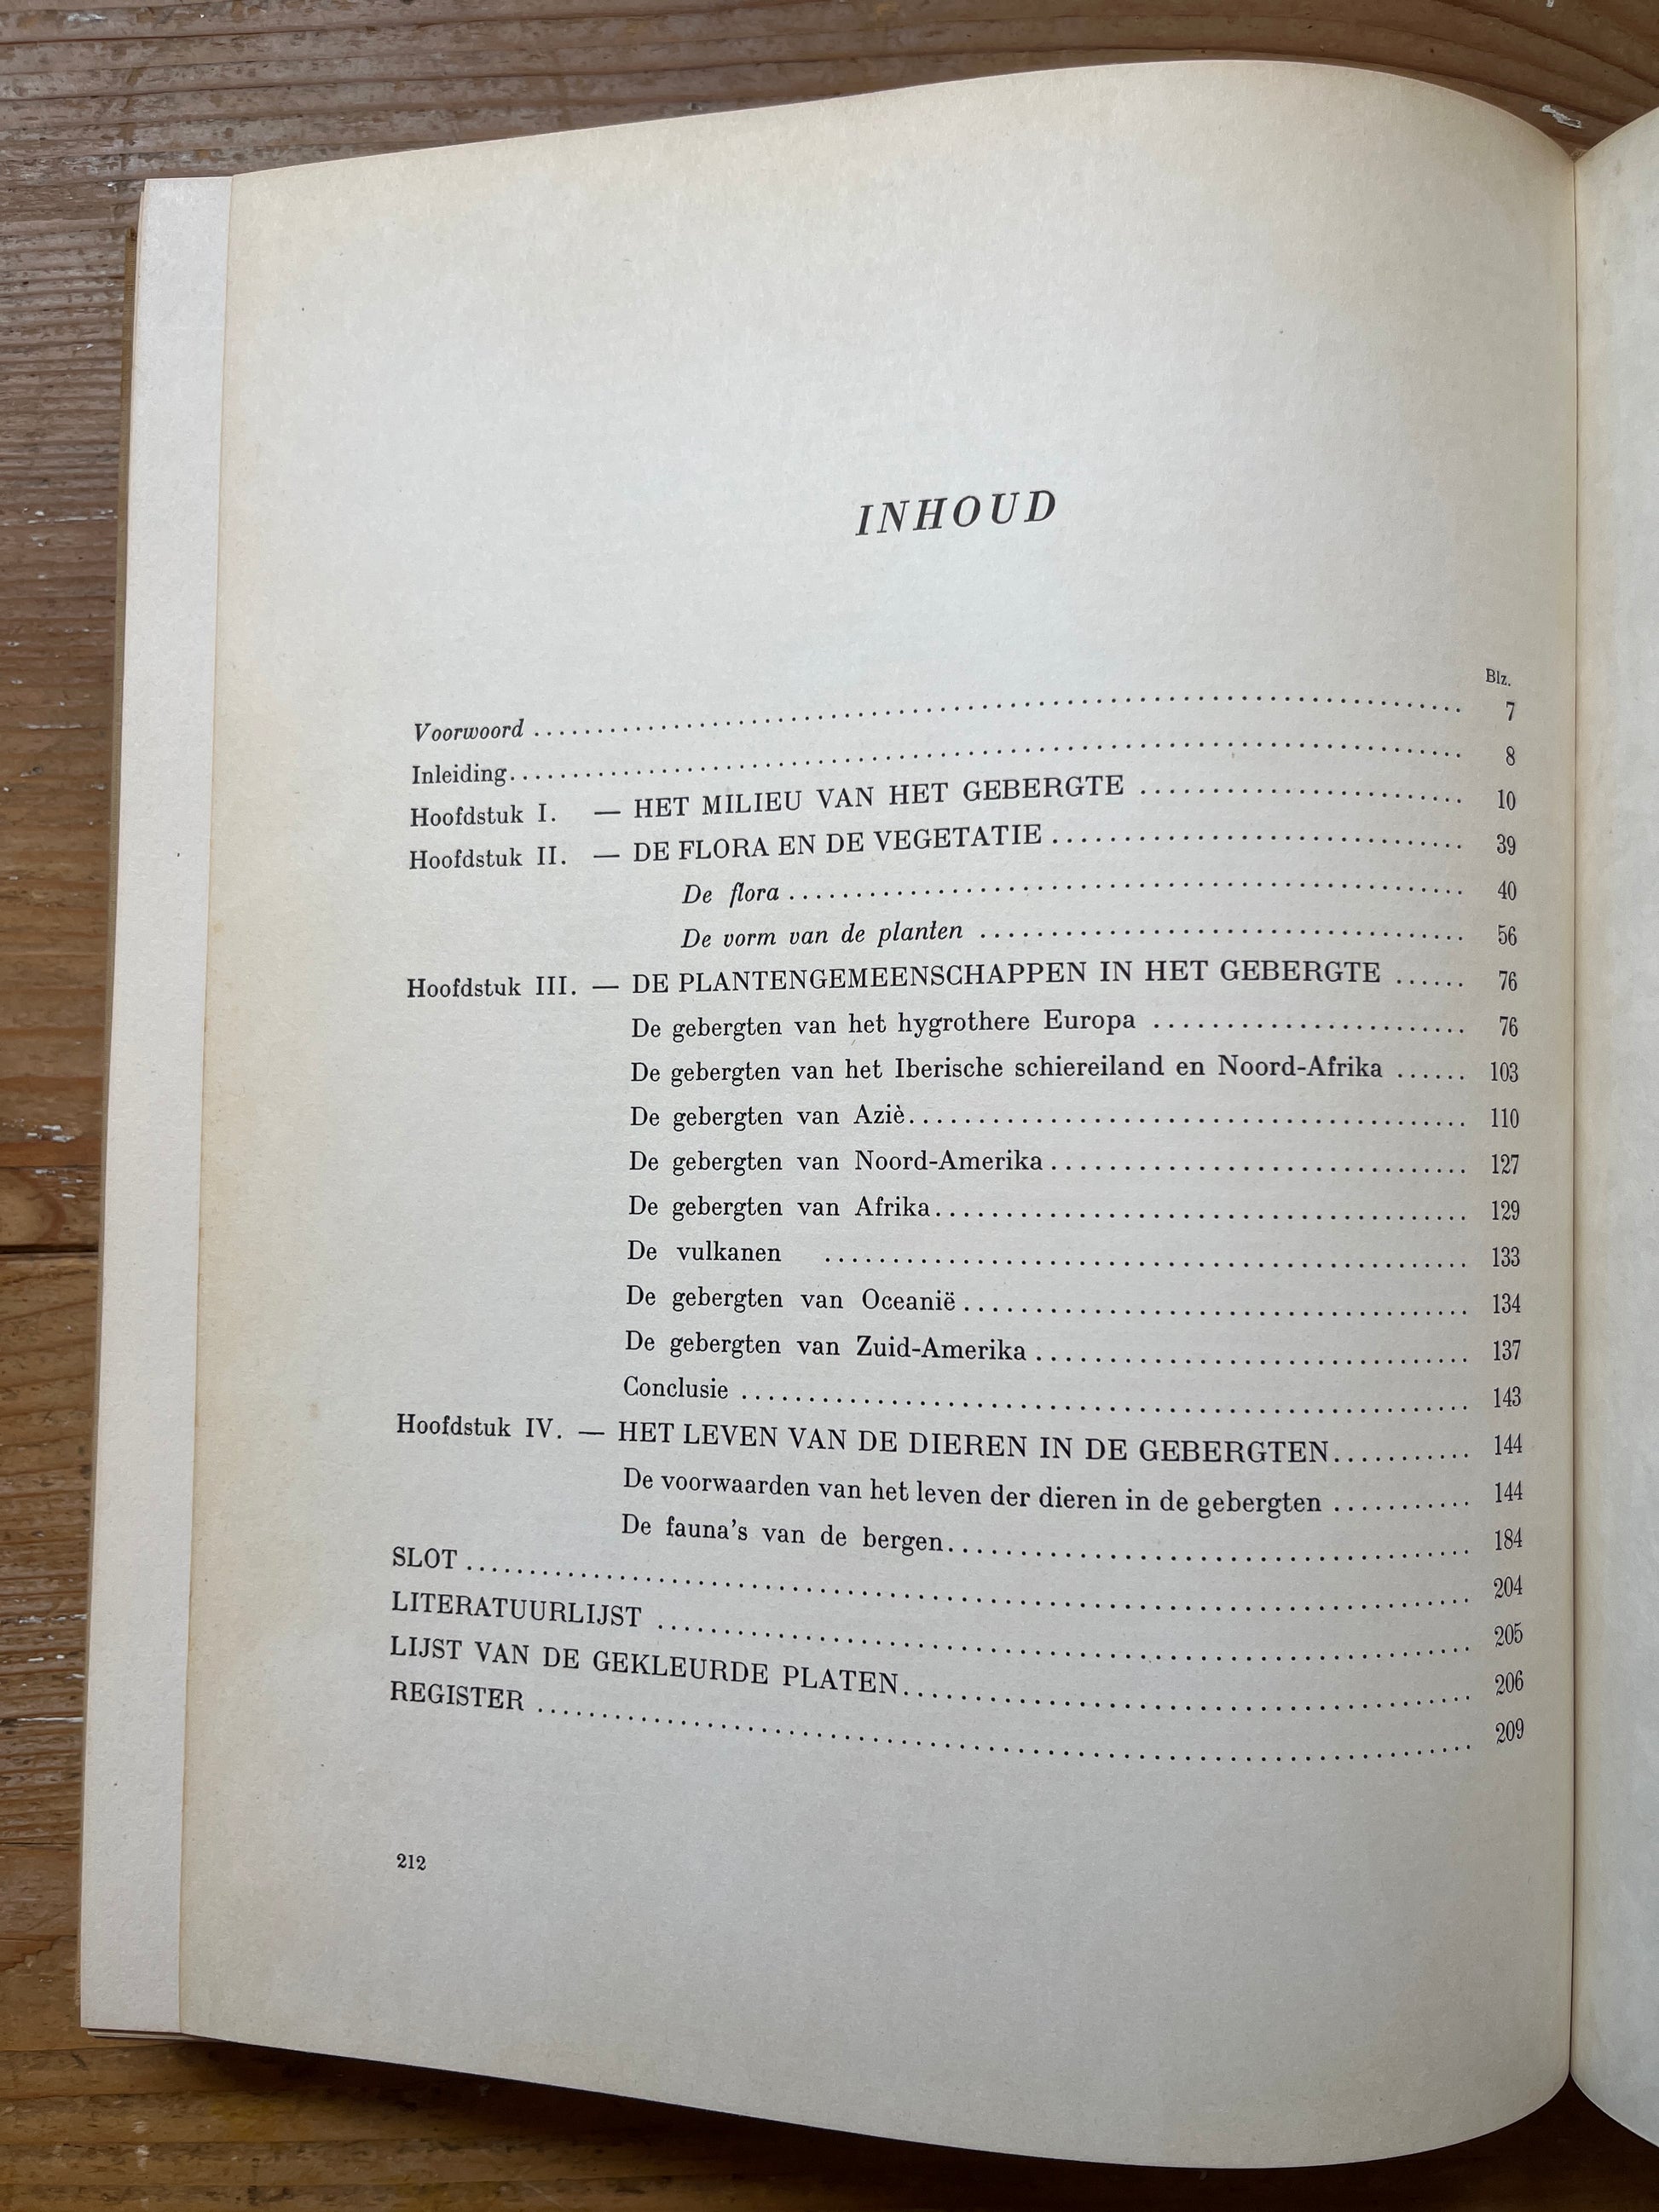 INHOUD
Blz.
Voorwoord 7
Inleiding 8
Hoofdstuk I. — HET MILIEU VAN HET GEBERGTE 10
Hoofdstuk II. — DE FLORA EN DE VEGETATIE 39
De flora 40
De vorm van de planten 56
Hoofdstuk III. — DE PLANTENGEMEENSCHAPPEN IN HET GEBERGTE 76
De gebergten van het hygrothere Europa 76
De gebergten van het Iberische schiereiland en Noord-Afrika 103
De gebergten van Aziè 110
De gebergten van Noord-Amerika 127
De gebergten van Afrika 129
De vulkanen 133
De gebergten van Oceanië 134
De gebergten van Zuid-Amerika 137
Conclusie 143
Hoofdstuk IV. — HET LEVEN VAN DE DIEREN IN DE GEBERGTEN 144
De voorwaarden van het leven der dieren in de gebergten 144
De fauna's van de bergen 184
SLOT 204
LITERATUURLIJST 205
LIJST VAN DE GEKLEURDE PLATEN 206
REGISTER 209
212